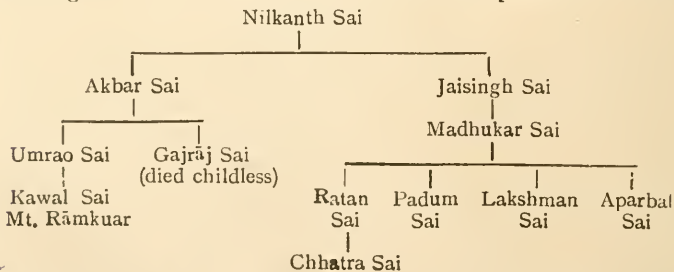 Nilkanth Sai
Akbar Sai Jaisingh Sai
Madhukar Sai
Umrao Sai Gajrāj Sai
(died childless)
Kawal Sai
Mt. Rāmkuar
Ratan Padum Lakshman Aparbal
Sai Sai Sai Sai
Chhatra Sai